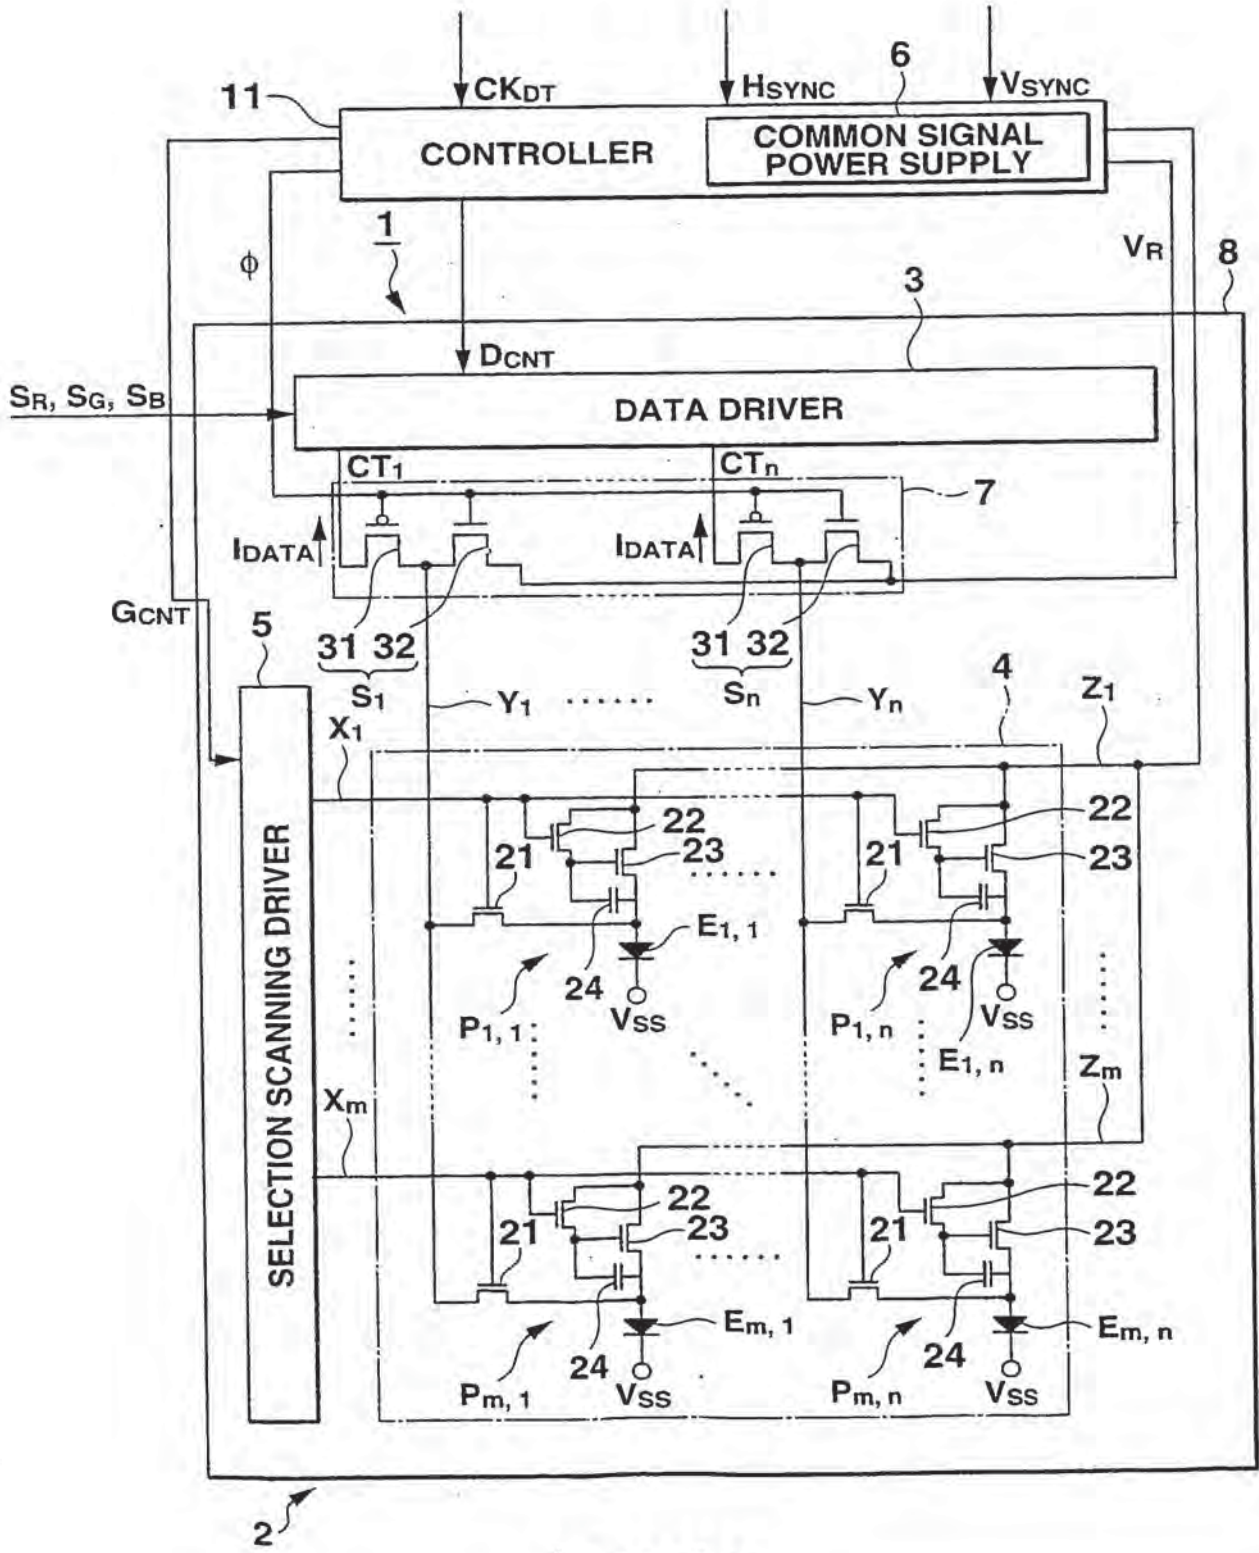 CKDT
HSYNC
6
VSYNC
11
CONTROLLER
COMMON SIGNAL
POWER SUPPLY
1
ϕ
VR
8
3
DCNT
SR, SG, SB
DATA DRIVER
CT1
CTn
7
IDATA
IDATA
GCNT
5
31 32
31 32
S1
Sn
4
Y1
Yn
Z1
X1
SELECTION SCANNING DRIVER
22
22
21
23
21
23
E1, 1
24
24
P1, 1
VSS
P1, n
VSS
E1, n
Xm
Zm
22
22
21
23
21
23
24
Em, 1
24
Em, n
Pm, 1
VSS
Pm, n
VSS
2